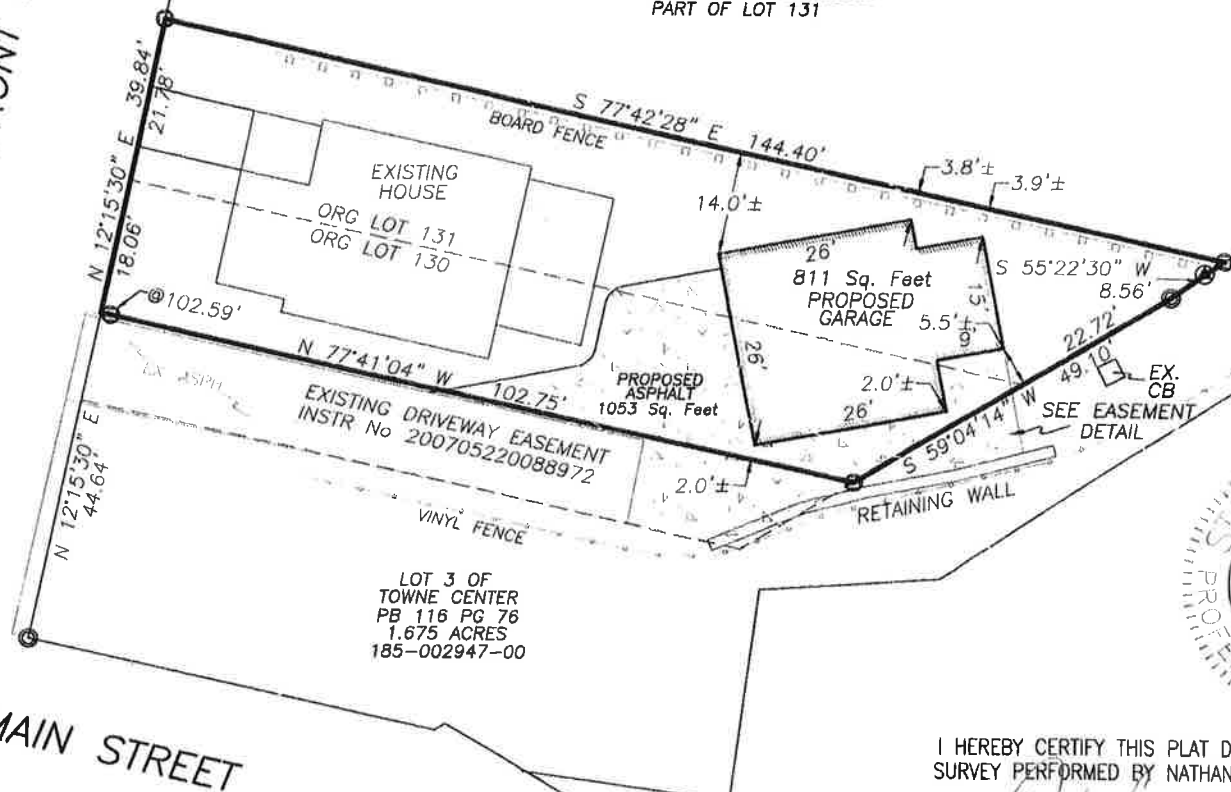 PART OF LOT 131
N 12°15'30" E 39.84'
21.78'
18.06'
S 77°42'28" E 144.40'
BOARD FENCE
EXISTING
HOUSE
ORG LOT 131
ORG LOT 130
14.0'±
3.8'±
3.9'±
26'
811 Sq. Feet
PROPOSED
GARAGE
15'
S 55°22'30" W
8.56'
5.5'±
9'
22.72'
49.10'
EX.
CB
26'
2.0'±
26'
SEE EASEMENT
DETAIL
S 59°04'14" W
@102.59'
N 77°41'04" W 102.75'
PROPOSED
ASPHALT
1053 Sq. Feet
EX ASPH
EXISTING DRIVEWAY EASEMENT
INSTR No 200705220088972
2.0'±
RETAINING WALL
N 12°15'30" E
44.64'
VINYL FENCE
LOT 3 OF
TOWNE CENTER
PB 116 PG 76
1.675 ACRES
185-002947-00
MAIN STREET
I HEREBY CERTIFY THIS PLAT D
SURVEY PERFORMED BY NATHAN